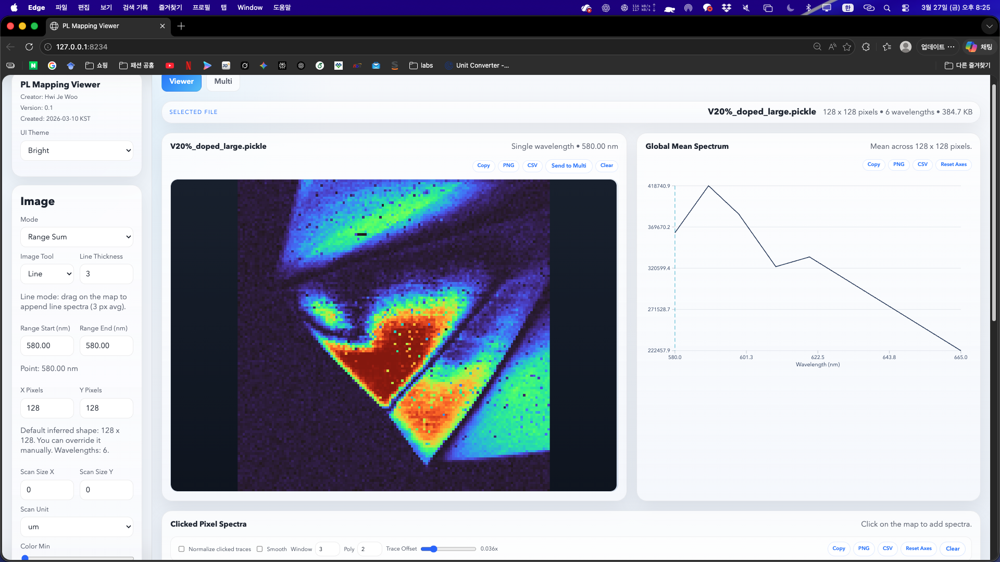 Edge 파일 편집 보기 검색 기록 즐겨찾기 프로필 탭 Window 도움말 116 kB/s 117 kB/s 한 3월 27일 (금) 오후 8:25
PL Mapping Viewer
127.0.0.1:8234 업데이트 채팅
쇼핑 패션 공홈 labs Unit Converter -... 다른 즐겨찾기
PL Mapping Viewer
Creator: Hwi Je Woo
Version: 0.1
Created: 2026-03-10 KST
UI Theme
Bright
Image
Mode
Range Sum
Image Tool Line Thickness
Line 3
Line mode: drag on the map to
append line spectra (3 px avg).
Range Start (nm) Range End (nm)
580.00 580.00
Point: 580.00 nm
X Pixels Y Pixels
128 128
Default inferred shape: 128 x
128. You can override it
manually. Wavelengths: 6.
Scan Size X Scan Size Y
0 0
Scan Unit
um
Color Min
Viewer Multi
SELECTED FILE V20%_doped_large.pickle 128 x 128 pixels • 6 wavelengths • 384.7 KB
V20%_doped_large.pickle Single wavelength • 580.00 nm
Copy PNG CSV Send to Multi Clear
Global Mean Spectrum Mean across 128 x 128 pixels.
Copy PNG CSV Reset Axes
418740.9
369670.2
320599.4
271528.7
222457.9
580.0 601.3 622.5 643.8 665.0
Wavelength (nm)
Clicked Pixel Spectra Click on the map to add spectra.
Normalize clicked traces Smooth Window 3 Poly 2 Trace Offset 0.036x Copy PNG CSV Reset Axes Clear